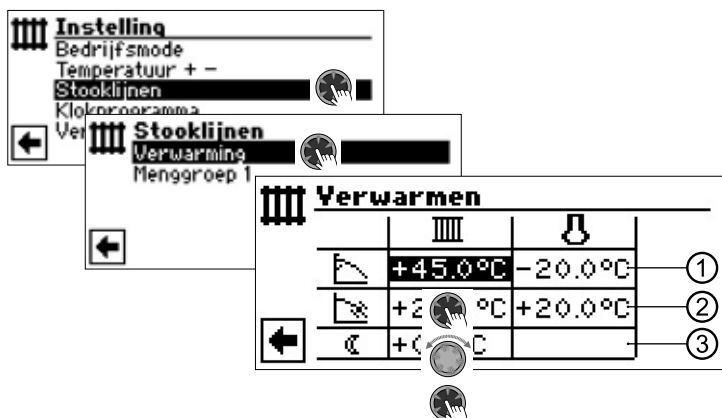 Instelling
Bedrijfsmode
Temperatuur + -
Stooklijnen
Klokprogramma
Stooklijnen
Verwarming
Menggroep 1
Verwarmen
+45.0°C -20.0°C 1
°C +20.0°C 2
3